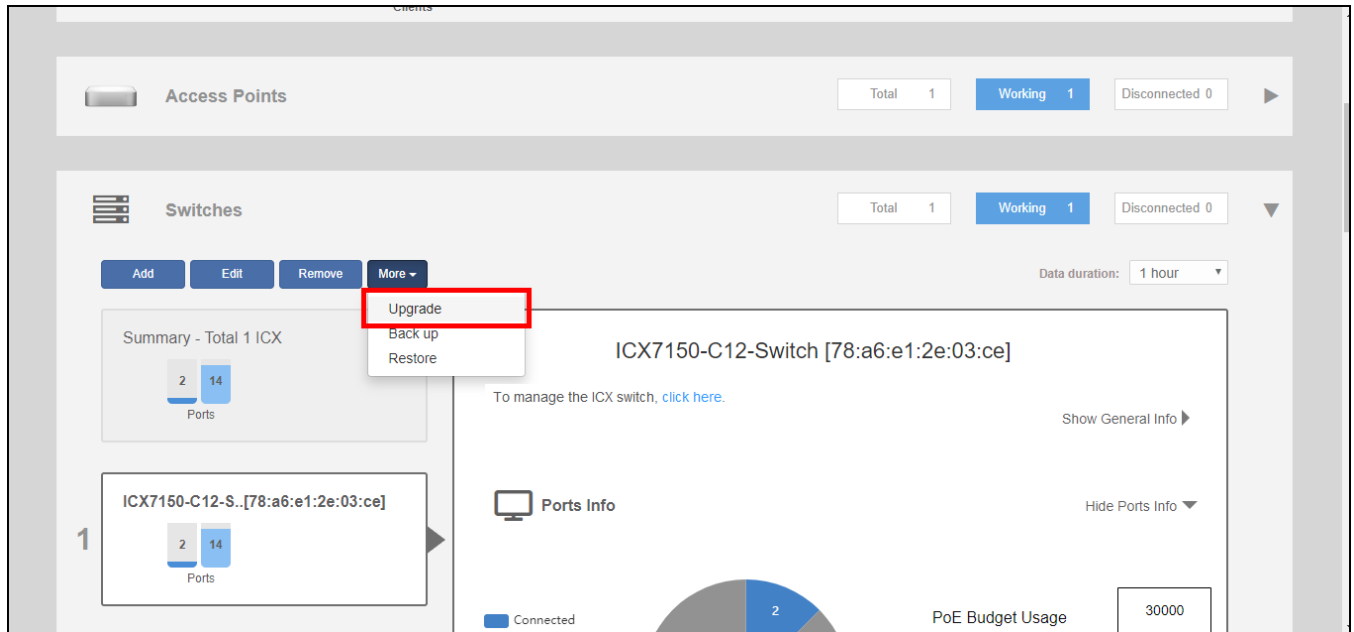 Clients
Access Points
Total 1
Working 1
Disconnected 0
Switches
Total 1
Working 1
Disconnected 0
Add
Edit
Remove
More
Data duration: 1 hour
Upgrade
Back up
Restore
Summary - Total 1 ICX
2 14
Ports
ICX7150-C12-Switch [78:a6:e1:2e:03:ce]
To manage the ICX switch, click here.
Show General Info
1
ICX7150-C12-S..[78:a6:e1:2e:03:ce]
2 14
Ports
Ports Info
Hide Ports Info
Connected
2
PoE Budget Usage
30000